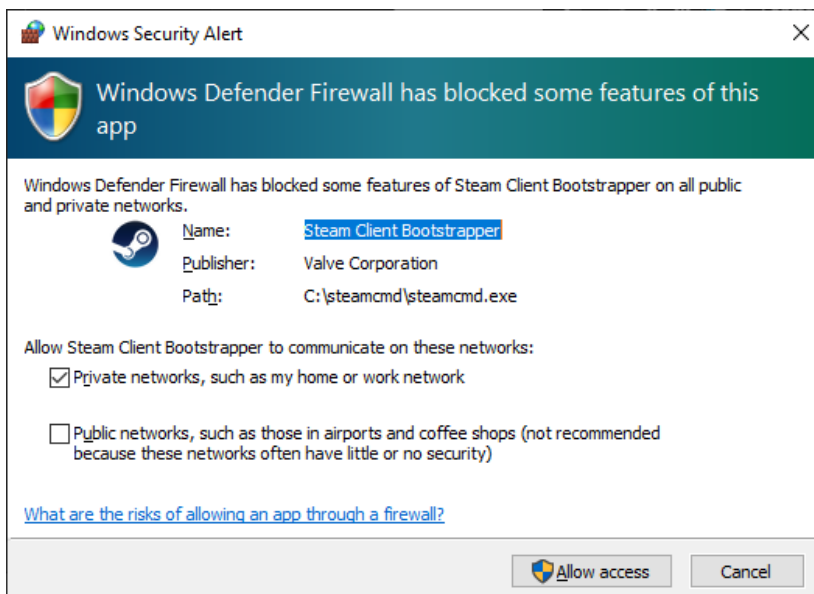 Windows Security Alert
Windows Defender Firewall has blocked some features of this
app
Windows Defender Firewall has blocked some features of Steam Client Bootstrapper on all public
and private networks.
Name: Steam Client Bootstrapper
Publisher: Valve Corporation
Path: C:\steamcmd\steamcmd.exe
Allow Steam Client Bootstrapper to communicate on these networks:
Private networks, such as my home or work network
Public networks, such as those in airports and coffee shops (not recommended
because these networks often have little or no security)
What are the risks of allowing an app through a firewall?
Allow access Cancel